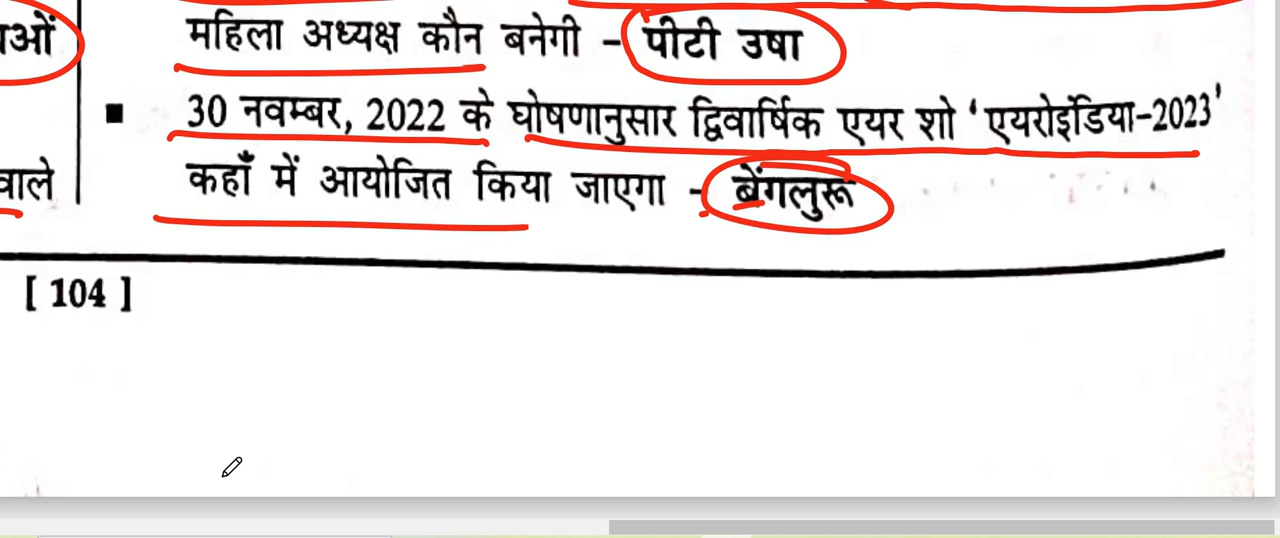 महिला अध्यक्ष कौन बनेगी – पीटी उषा
■ 30 नवम्बर, 2022 के घोषणानुसार द्विवार्षिक एयर शो ‘एयरोइंडिया-2023’
कहाँ में आयोजित किया जाएगा - बेंगलुरू
वाले
[ 104 ]